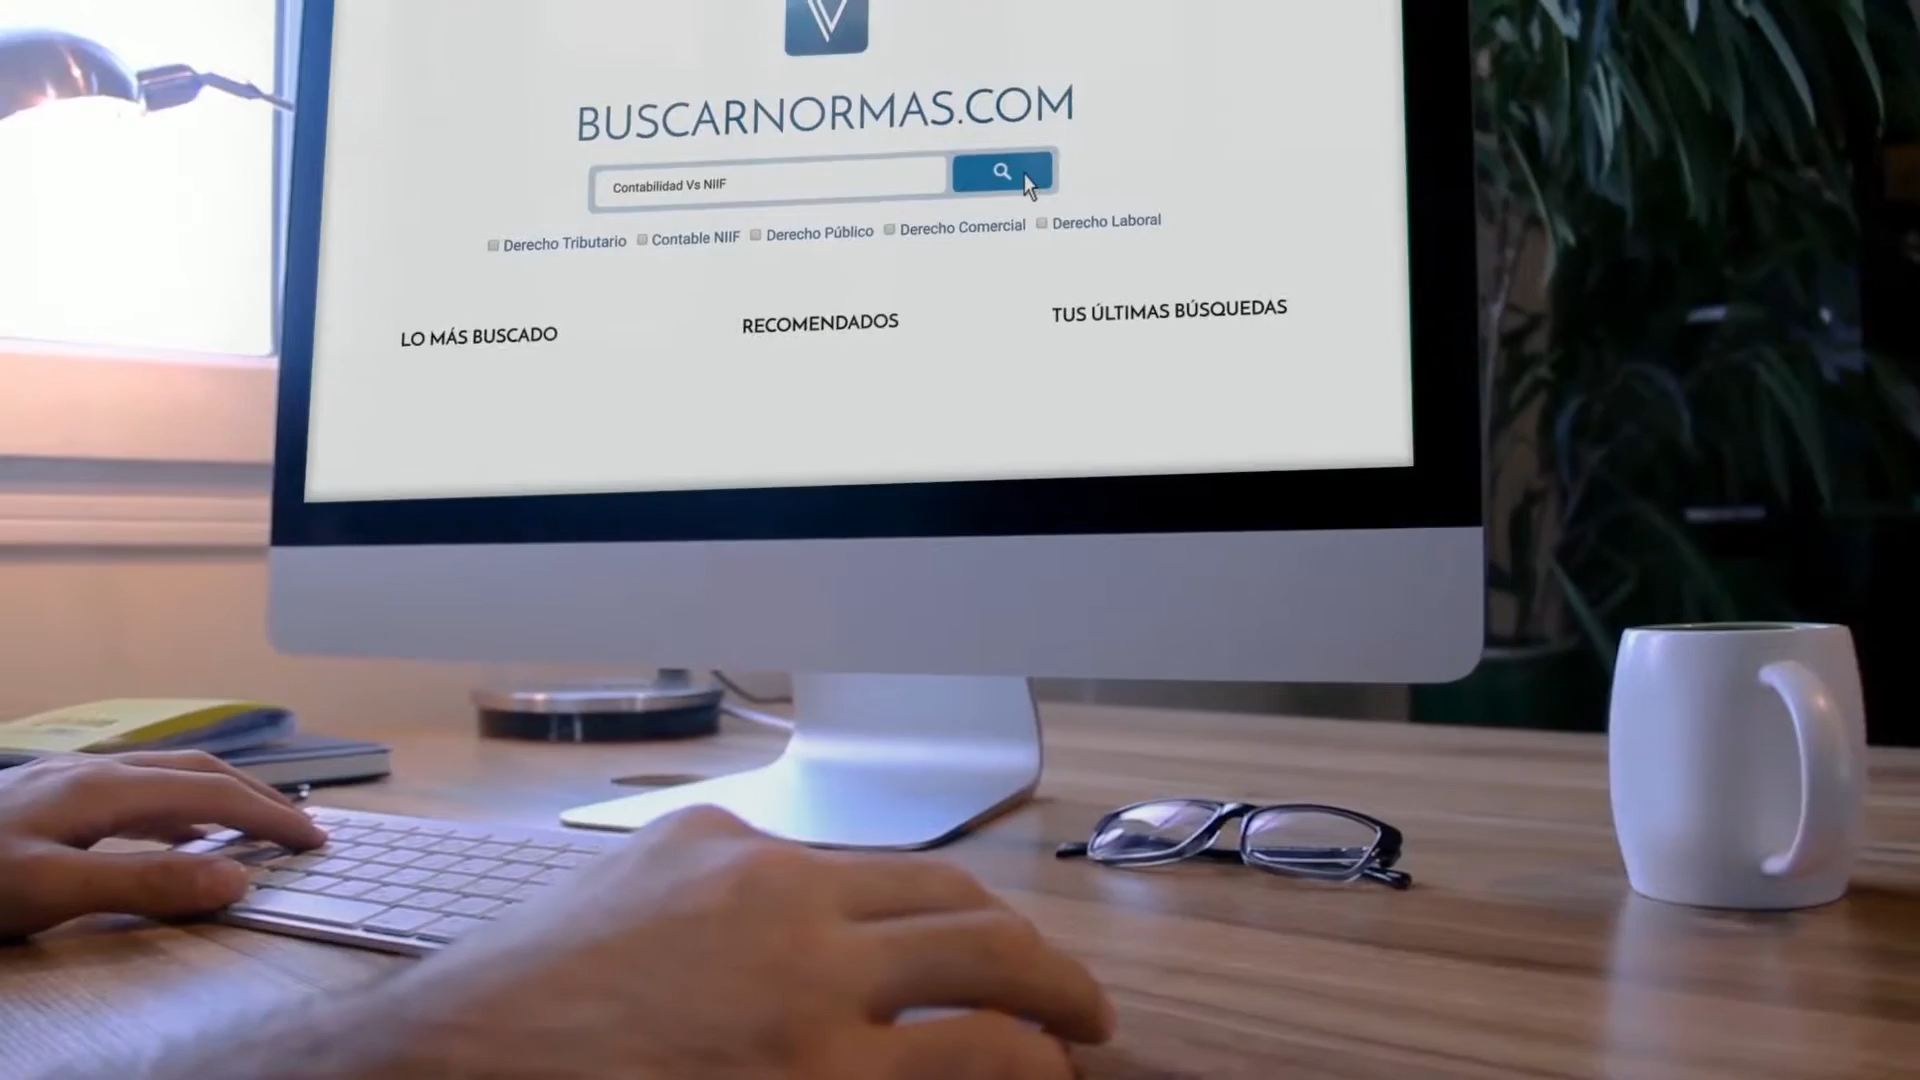 BUSCARNORMAS.COM
Contabilidad Vs NIIF
Derecho Tributario Contable NIIF Derecho Público Derecho Comercial Derecho Laboral
LO MÁS BUSCADO RECOMENDADOS TUS ÚLTIMAS BÚSQUEDAS